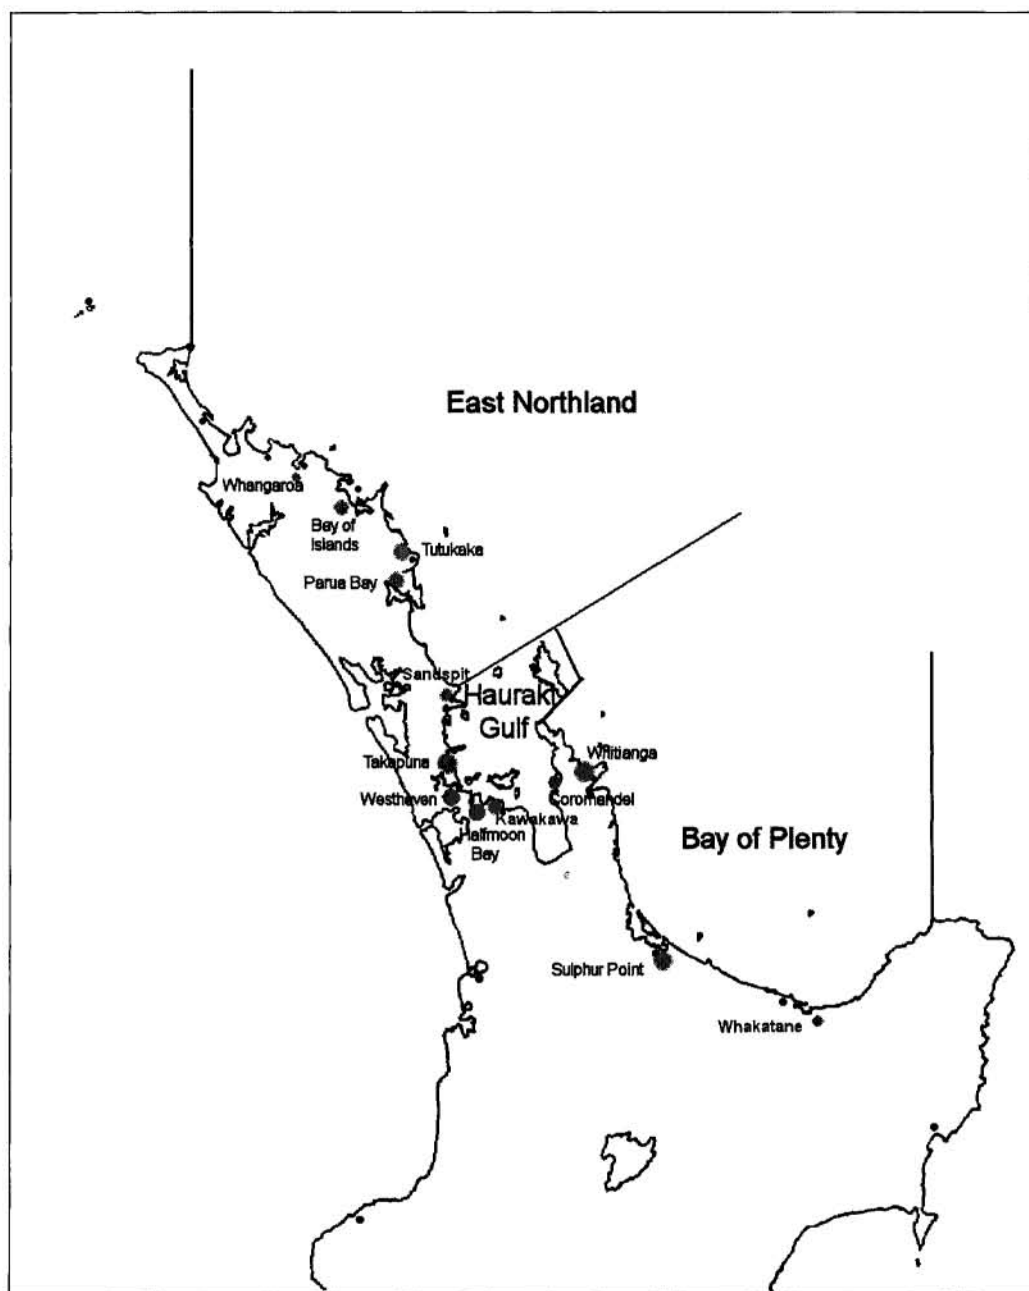 East Northland
Whangaroa
Bay of
Islands
Tutukaka
Parua Bay
Sandspit
Hauraki
Gulf
Takapuna
Whitianga
Westhaven
Coromandel
Kawakawa
Halfmoon
Bay
Bay of Plenty
Sulphur Point
Whakatane